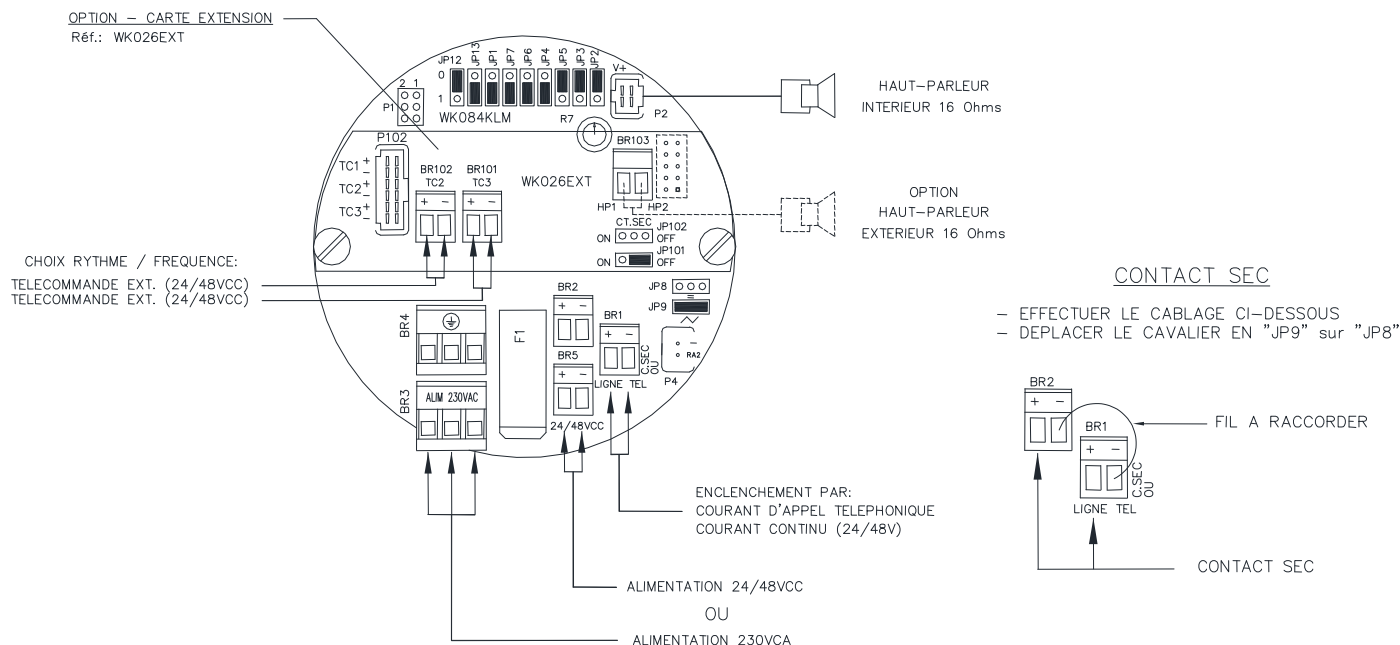 OPTION – CARTE EXTENSION
Réf.: WK026EXT
JP12
JP13
JP1
JP7
JP6
JP4
JP5
JP3
JP2
0
1
2 1
P1
WK084KLM
V+
P2
R7
HAUT-PARLEUR
INTERIEUR 16 Ohms
P102
TC1 + –
TC2 + –
TC3 + –
BR102
TC2
+ –
BR101
TC3
+ –
WK026EXT
BR103
HP1 HP2
CT.SEC
ON OFF JP102
ON OFF JP101
OPTION
HAUT-PARLEUR
EXTERIEUR 16 Ohms
CHOIX RYTHME / FREQUENCE:
TELECOMMANDE EXT. (24/48VCC)
TELECOMMANDE EXT. (24/48VCC)
BR4
BR3
ALIM 230VAC
F1
BR2
+ –
BR5
+ –
24/48VCC
BR1
+ –
C.SEC
OU
LIGNE TEL
JP8
=
JP9
–
RA2
P4
ENCLENCHEMENT PAR:
COURANT D'APPEL TELEPHONIQUE
COURANT CONTINU (24/48V)
ALIMENTATION 24/48VCC
OU
ALIMENTATION 230VCA
CONTACT SEC
– EFFECTUER LE CABLAGE CI-DESSOUS
– DEPLACER LE CAVALIER EN "JP9" sur "JP8"
BR2
+ –
BR1
+ –
C.SEC
OU
LIGNE TEL
FIL A RACCORDER
CONTACT SEC